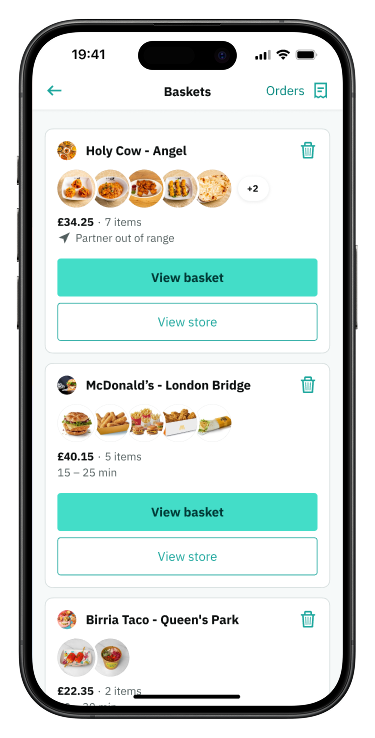 19:41
Baskets
Orders
Holy Cow - Angel
+2
£34.25 · 7 items
Partner out of range
View basket
View store
McDonald’s - London Bridge
£40.15 · 5 items
15 – 25 min
View basket
View store
Birria Taco - Queen's Park
£22.35 · 2 items
min